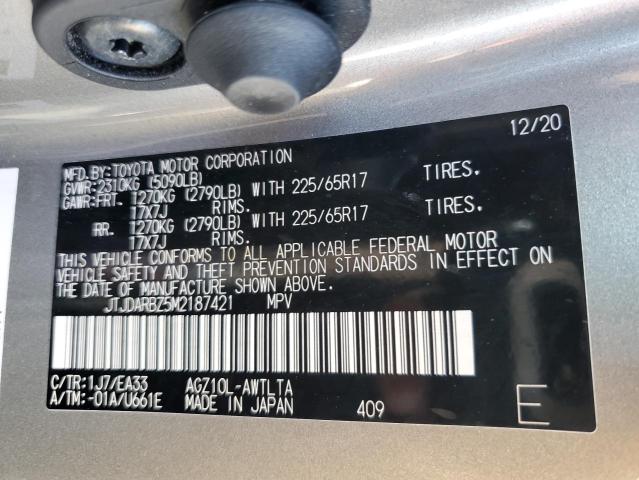 12/20
MFD.BY:TOYOTA MOTOR CORPORATION
GVWR:2310KG (5090LB)
GAWR:FRT. 1270KG (2790LB) WITH 225/65R17 TIRES.
17X7J RIMS.
RR. 1270KG (2790LB) WITH 225/65R17 TIRES.
17X7J RIMS.
THIS VEHICLE CONFORMS TO ALL APPLICABLE FEDERAL MOTOR
VEHICLE SAFETY AND THEFT PREVENTION STANDARDS IN EFFECT ON
THE DATE OF MANUFACTURE SHOWN ABOVE.
JTJDARBZ5M2187421 MPV
C/TR:1J7/EA33 AGZ10L-AWTLTA
A/TM:-01A/U661E MADE IN JAPAN 409 E